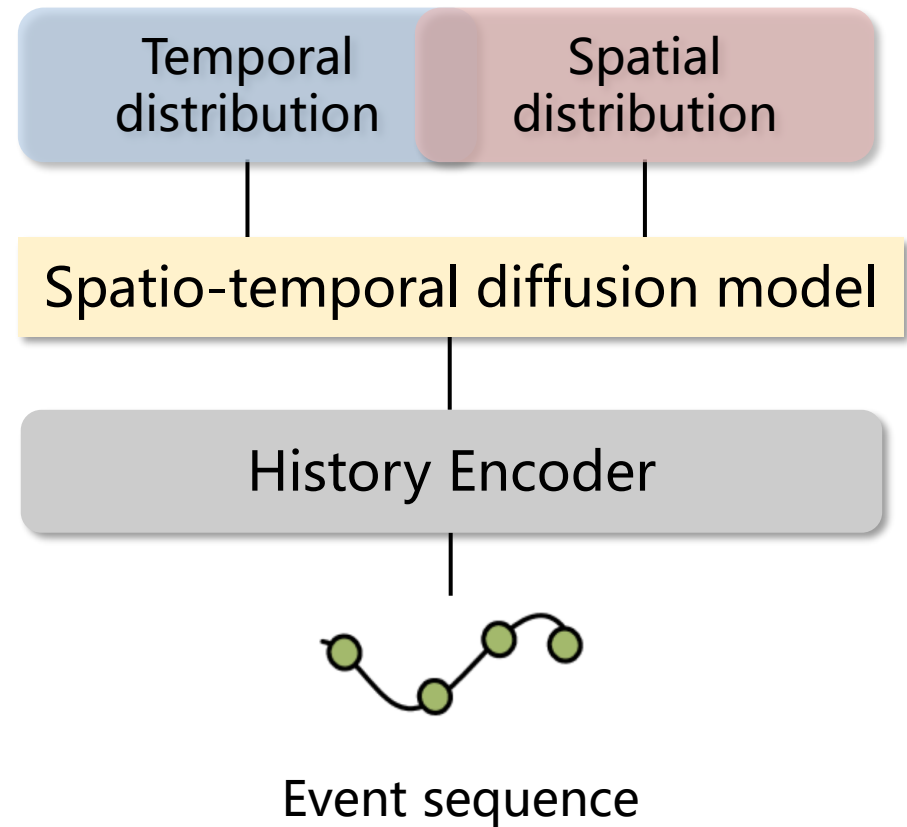 Temporal
distribution
Spatial
distribution
Spatio-temporal diffusion model
History Encoder
Event sequence